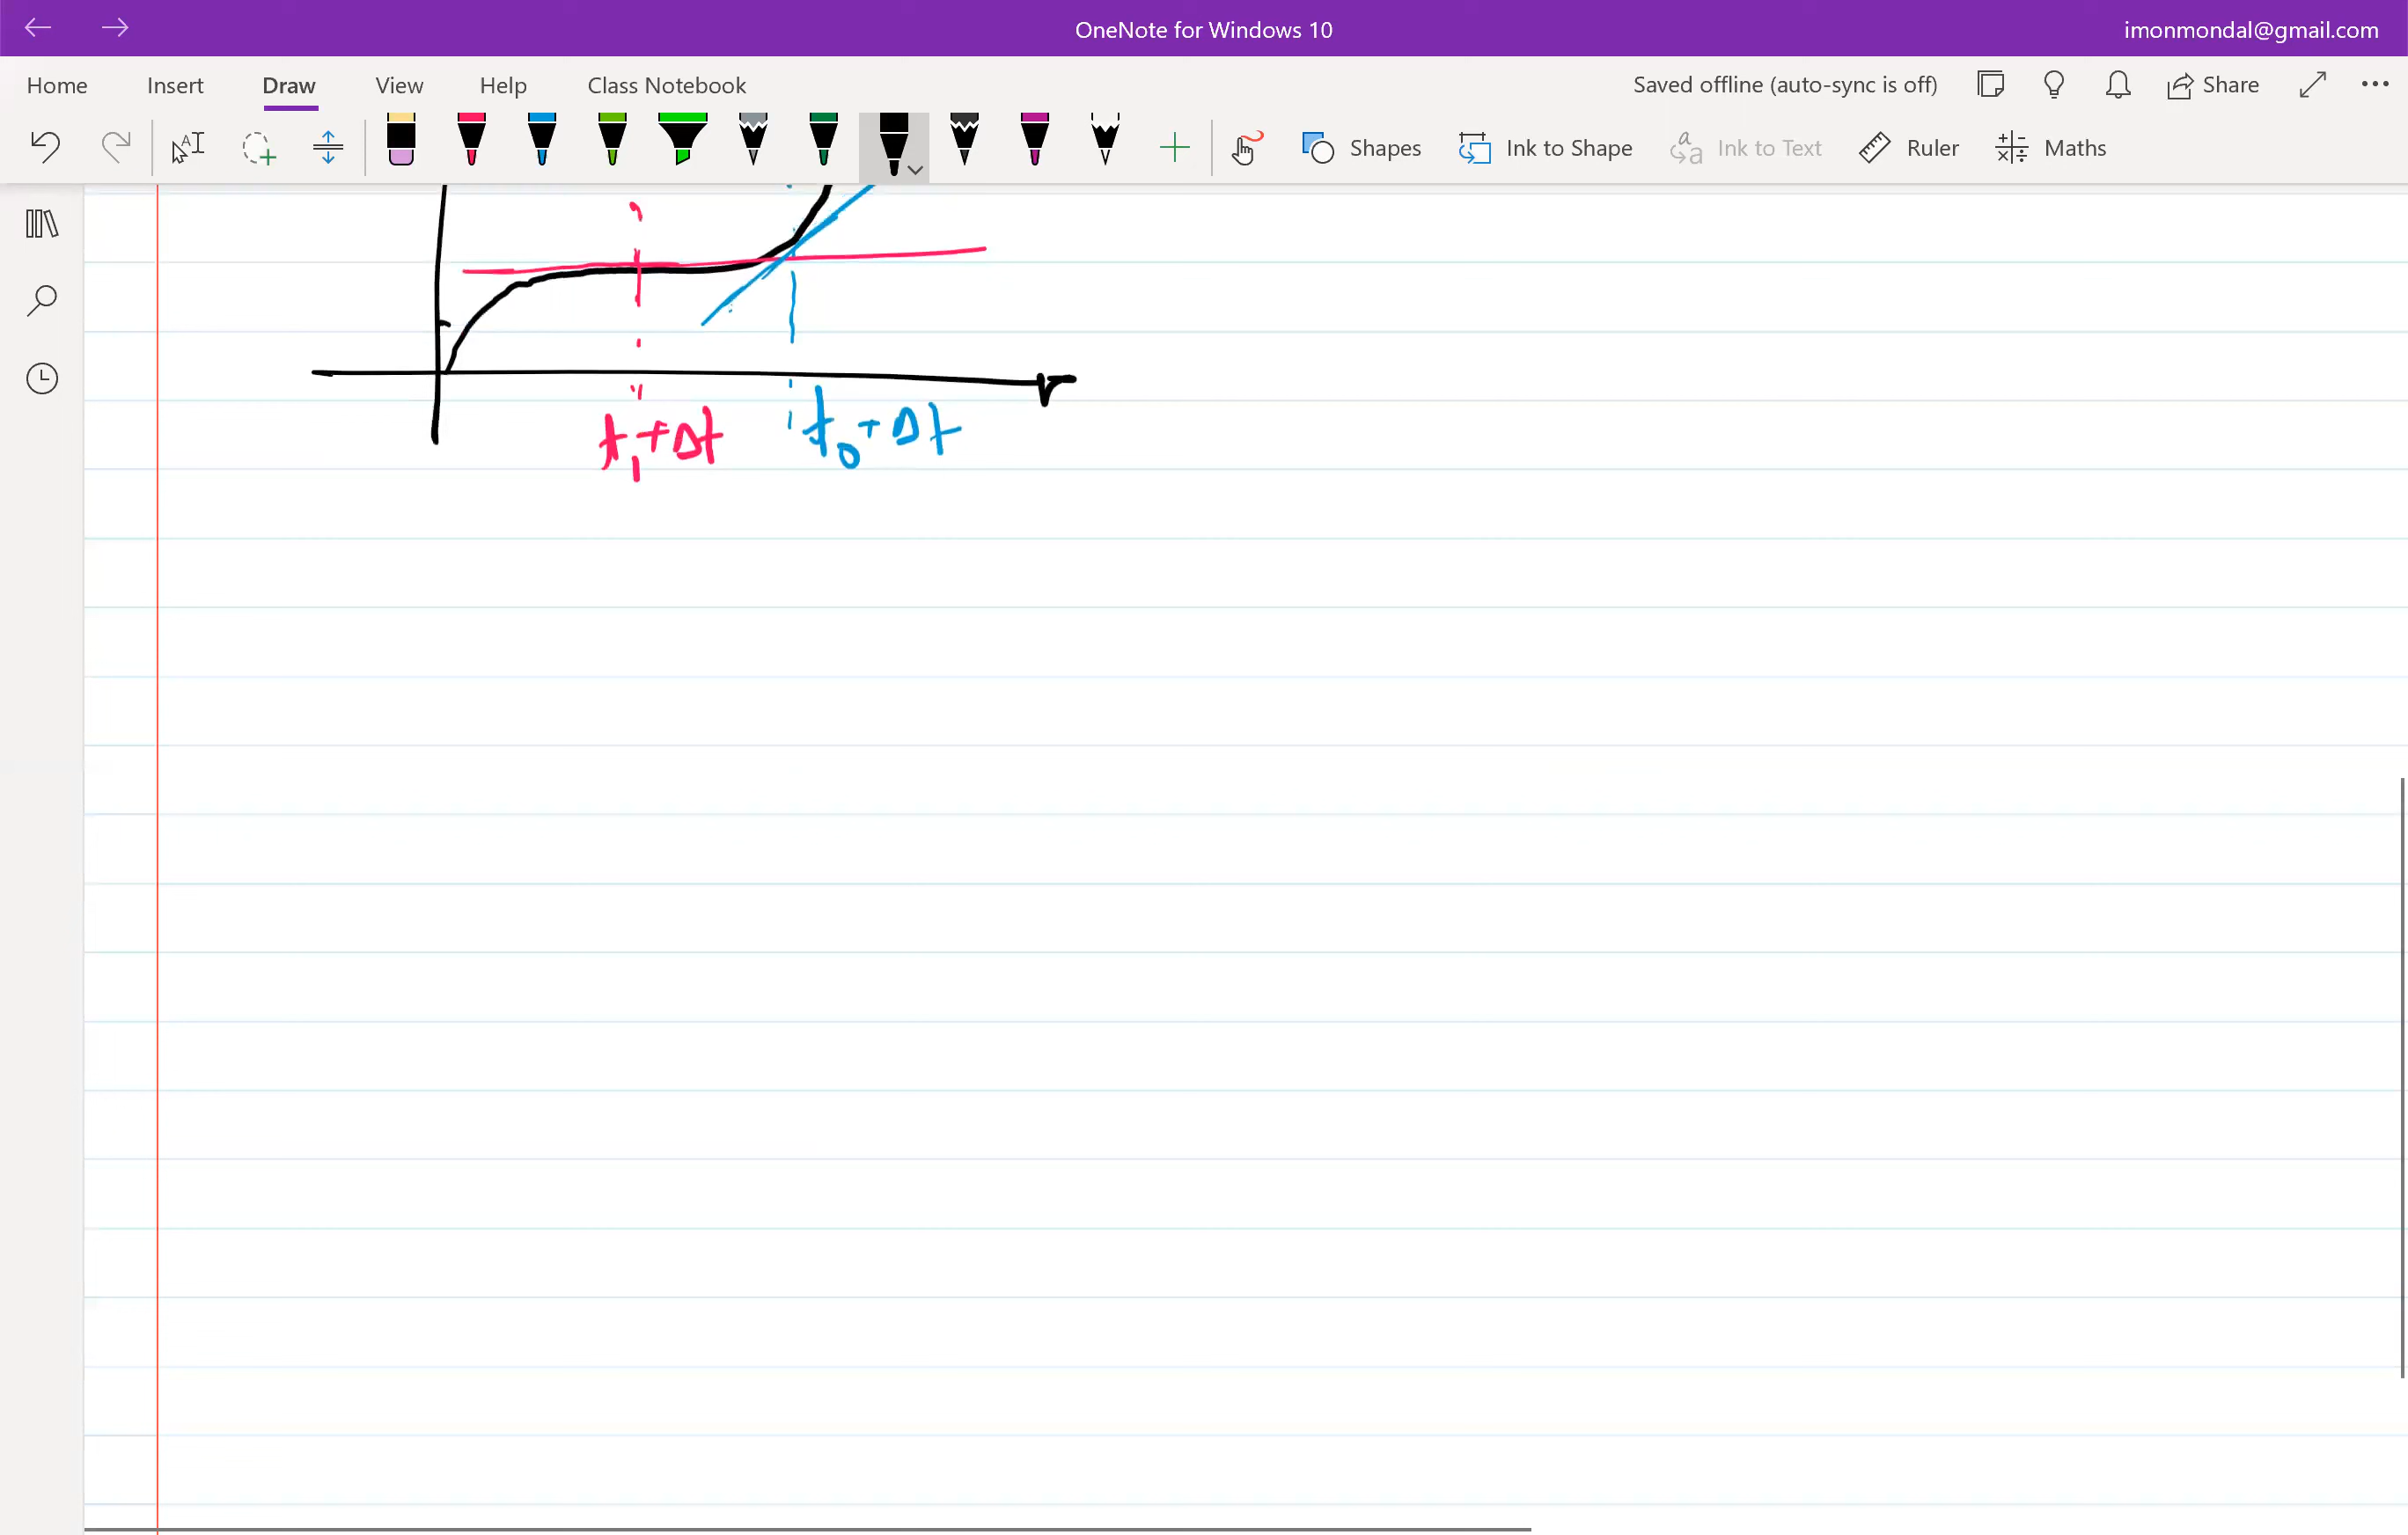 OneNote for Windows 10
imonmondal@gmail.com
Home Insert Draw View Help Class Notebook
Saved offline (auto-sync is off) Share
Shapes Ink to Shape Ink to Text Ruler Maths
t₁+Δt t₀+Δt